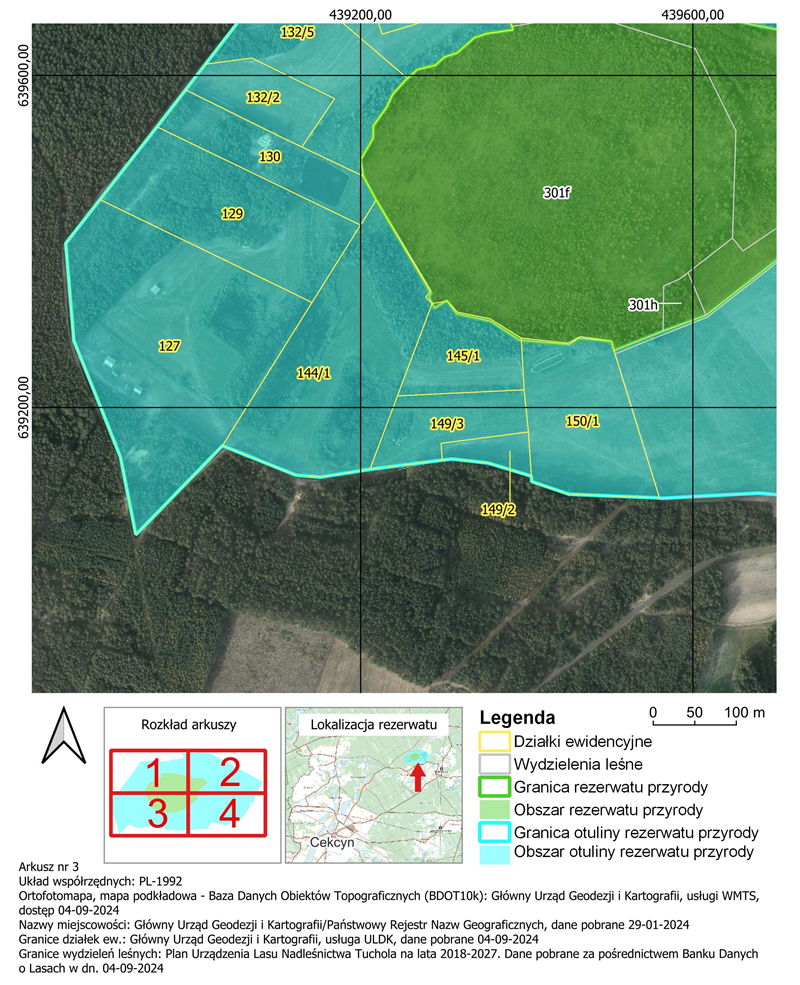 439200,00
439600,00
639600,00
132/5
132/2
130
301f
129
301h
127
145/1
144/1
639200,00
149/3
150/1
149/2
Rozkład arkuszy
1
2
3
4
Lokalizacja rezerwatu
Cekcyn
Legenda
0 50 100 m
Działki ewidencyjne
Wydzielenia leśne
Granica rezerwatu przyrody
Obszar rezerwatu przyrody
Granica otuliny rezerwatu przyrody
Obszar otuliny rezerwatu przyrody
Arkusz nr 3
Układ współrzędnych: PL-1992
Ortofotomapa, mapa podkładowa - Baza Danych Obiektów Topograficznych (BDOT10k): Główny Urząd Geodezji i Kartografii, usługi WMTS,
dostęp 04-09-2024
Nazwy miejscowości: Główny Urząd Geodezji i Kartografii/Państwowy Rejestr Nazw Geograficznych, dane pobrane 29-01-2024
Granice działek ew.: Główny Urząd Geodezji i Kartografii, usługa ULDK, dane pobrane 04-09-2024
Granice wydzieleń leśnych: Plan Urządzenia Lasu Nadleśnictwa Tuchola na lata 2018-2027. Dane pobrane za pośrednictwem Banku Danych
o Lasach w dn. 04-09-2024